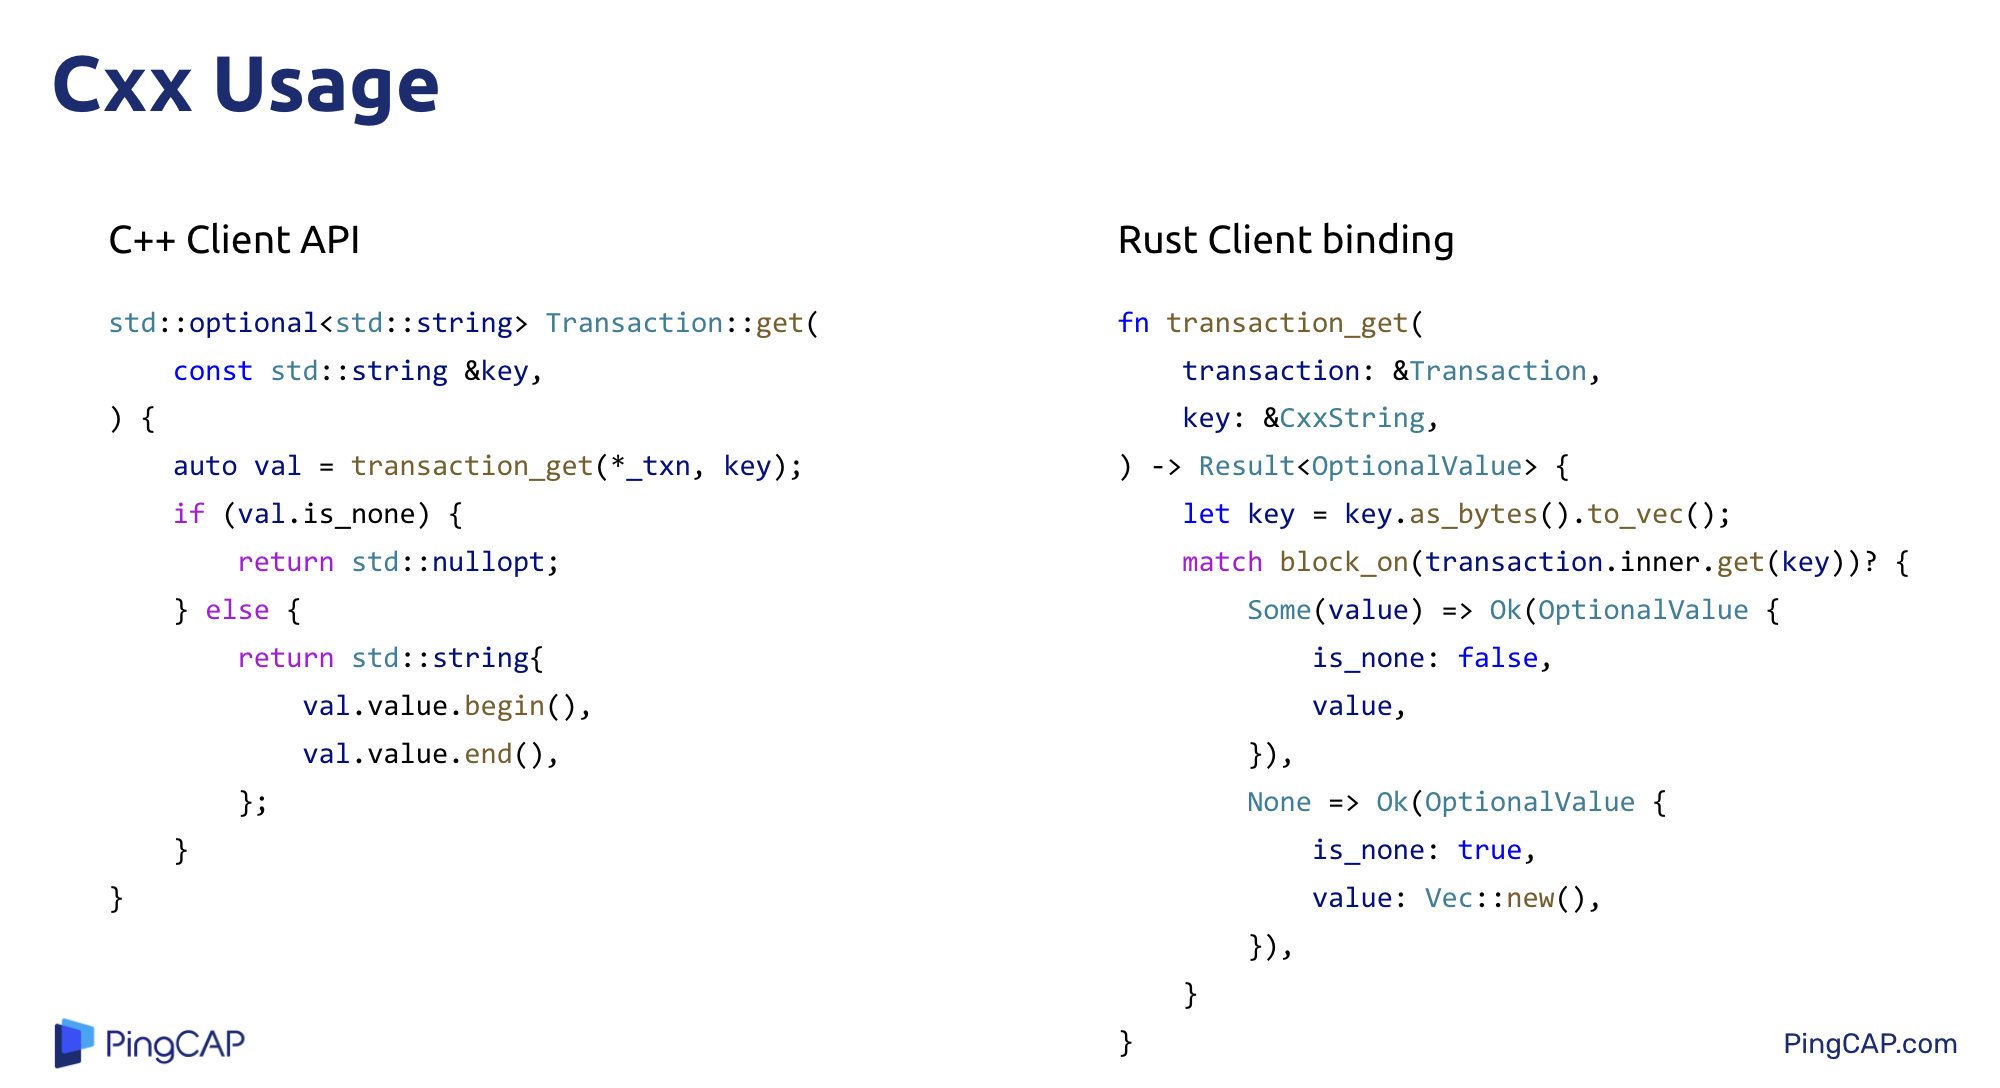 Cxx Usage
C++ Client API
std::optional<std::string> Transaction::get(
    const std::string &key,
) {
    auto val = transaction_get(*_txn, key);
    if (val.is_none) {
        return std::nullopt;
    } else {
        return std::string{
            val.value.begin(),
            val.value.end(),
        };
    }
}
Rust Client binding
fn transaction_get(
    transaction: &Transaction,
    key: &CxxString,
) -> Result<OptionalValue> {
    let key = key.as_bytes().to_vec();
    match block_on(transaction.inner.get(key))? {
        Some(value) => Ok(OptionalValue {
            is_none: false,
            value,
        }),
        None => Ok(OptionalValue {
            is_none: true,
            value: Vec::new(),
        }),
    }
}
PingCAP
PingCAP.com